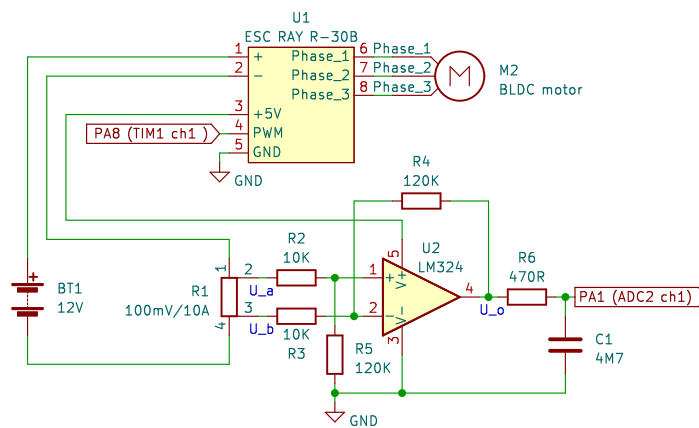 U1
ESC RAY R-30B
1 + Phase_1 6 Phase_1
2 − Phase_2 7 Phase_2
Phase_3 8 Phase_3
M
M2
BLDC motor
3 +5V
PA8 (TIM1 ch1 ) 4 PWM
5 GND
GND
R4
120K
R2
10K
U2
LM324
+
BT1
12V
R1
100mV/10A
1
2
3
4
U_a
U_b
10K
R3
R5
120K
1 +
2 −
5 V+
3 V−
4
U_o
R6
470R
PA1 (ADC2 ch1)
C1
4M7
GND